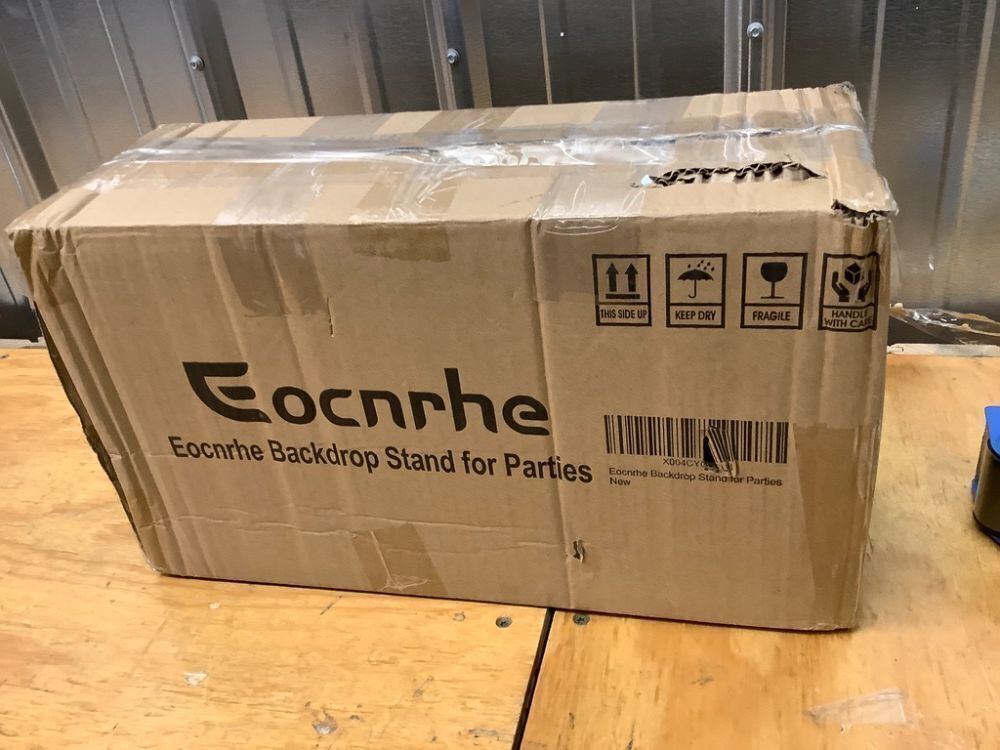 THIS SIDE UP
KEEP DRY
FRAGILE
HANDLE
WITH CARE
Eocnrhe
Eocnrhe Backdrop Stand for Parties
Eocnrhe Backdrop Stand for Parties
New